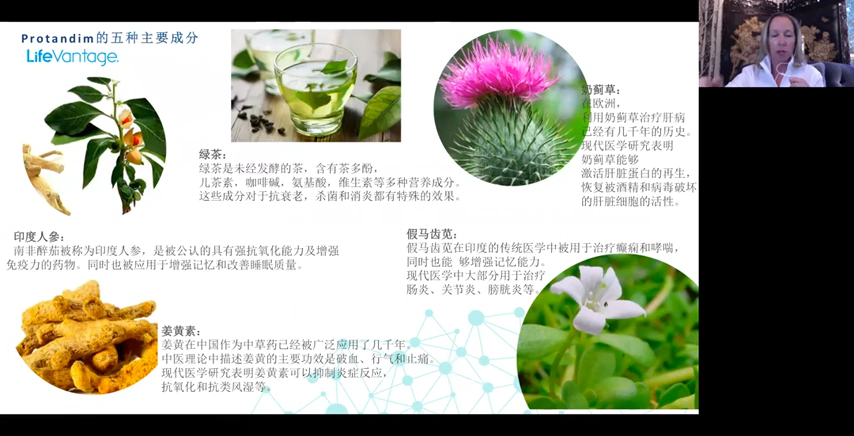 Protandim的五种主要成分
LifeVantage
绿茶：
绿茶是未经发酵的茶，含有茶多酚，
儿茶素，咖啡碱，氨基酸，维生素等多种营养成分。
这些成分对于抗衰老，杀菌和消炎都有特殊的效果。
奶蓟草：
在欧洲，
利用奶蓟草治疗肝病
已经有几千年的历史。
现代医学研究表明
奶蓟草能够
激活肝脏蛋白的再生，
恢复被酒精和病毒破坏
的肝脏细胞的活性。
印度人参：
南非醉茄被称为印度人参，是被公认的具有强抗氧化能力及增强
免疫力的药物。同时也被应用于增强记忆和改善睡眠质量。
假马齿苋：
假马齿苋在印度的传统医学中被用于治疗癫痫和哮喘，
同时也能 够增强记忆能力。
现代医学中大部分用于治疗
肠炎、关节炎、膀胱炎等。
姜黄素：
姜黄在中国作为中草药已经被广泛应用了几千年。
中医理论中描述姜黄的主要功效是破血、行气和止痛。
现代医学研究表明姜黄素可以抑制炎症反应，
抗氧化和抗类风湿等。